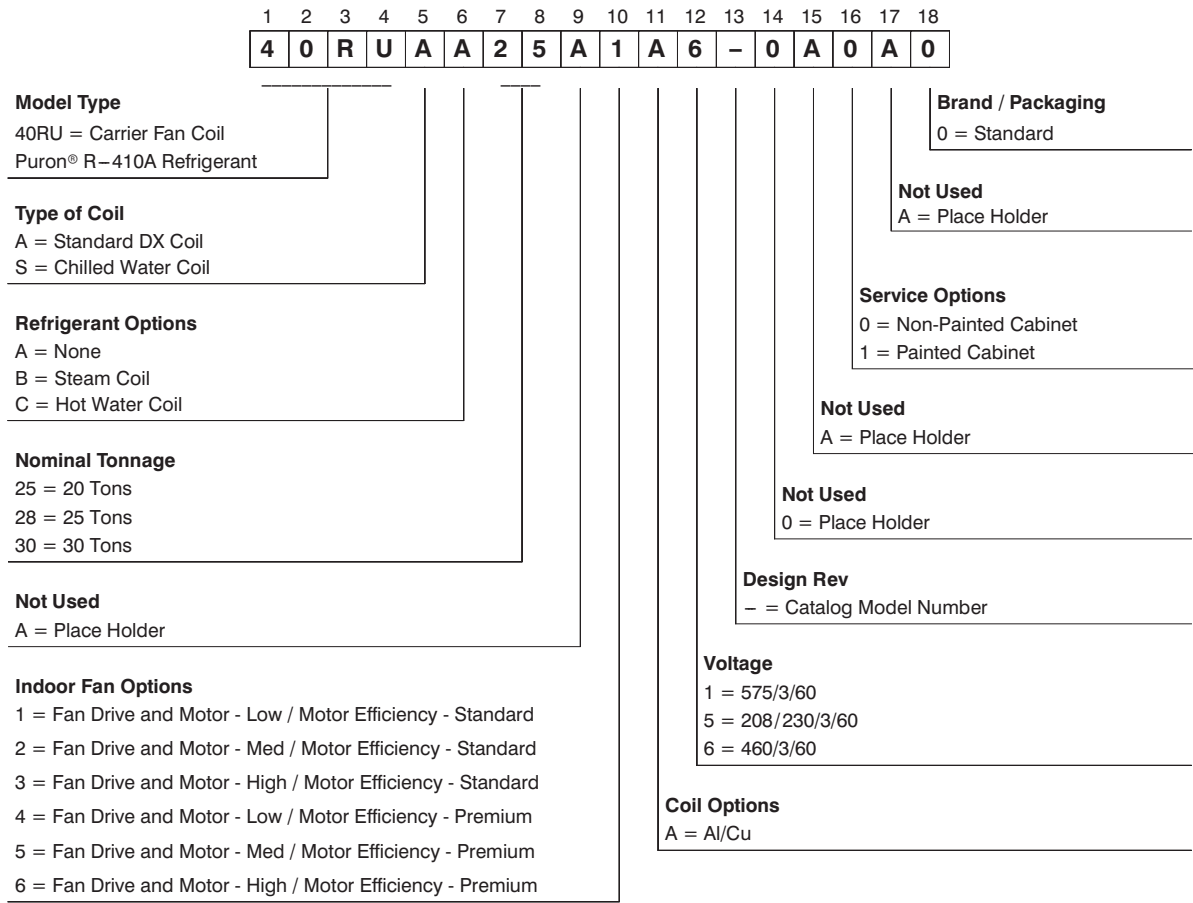 1 2 3 4 5 6 7 8 9 10 11 12 13 14 15 16 17 18
4 0 R U A A 2 5 A 1 A 6 – 0 A 0 A 0
Model Type
40RU = Carrier Fan Coil
Puron® R–410A Refrigerant
Type of Coil
A = Standard DX Coil
S = Chilled Water Coil
Refrigerant Options
A = None
B = Steam Coil
C = Hot Water Coil
Nominal Tonnage
25 = 20 Tons
28 = 25 Tons
30 = 30 Tons
Not Used
A = Place Holder
Indoor Fan Options
1 = Fan Drive and Motor - Low / Motor Efficiency - Standard
2 = Fan Drive and Motor - Med / Motor Efficiency - Standard
3 = Fan Drive and Motor - High / Motor Efficiency - Standard
4 = Fan Drive and Motor - Low / Motor Efficiency - Premium
5 = Fan Drive and Motor - Med / Motor Efficiency - Premium
6 = Fan Drive and Motor - High / Motor Efficiency - Premium
Brand / Packaging
0 = Standard
Not Used
A = Place Holder
Service Options
0 = Non-Painted Cabinet
1 = Painted Cabinet
Not Used
A = Place Holder
Not Used
0 = Place Holder
Design Rev
– = Catalog Model Number
Voltage
1 = 575/3/60
5 = 208/230/3/60
6 = 460/3/60
Coil Options
A = Al/Cu